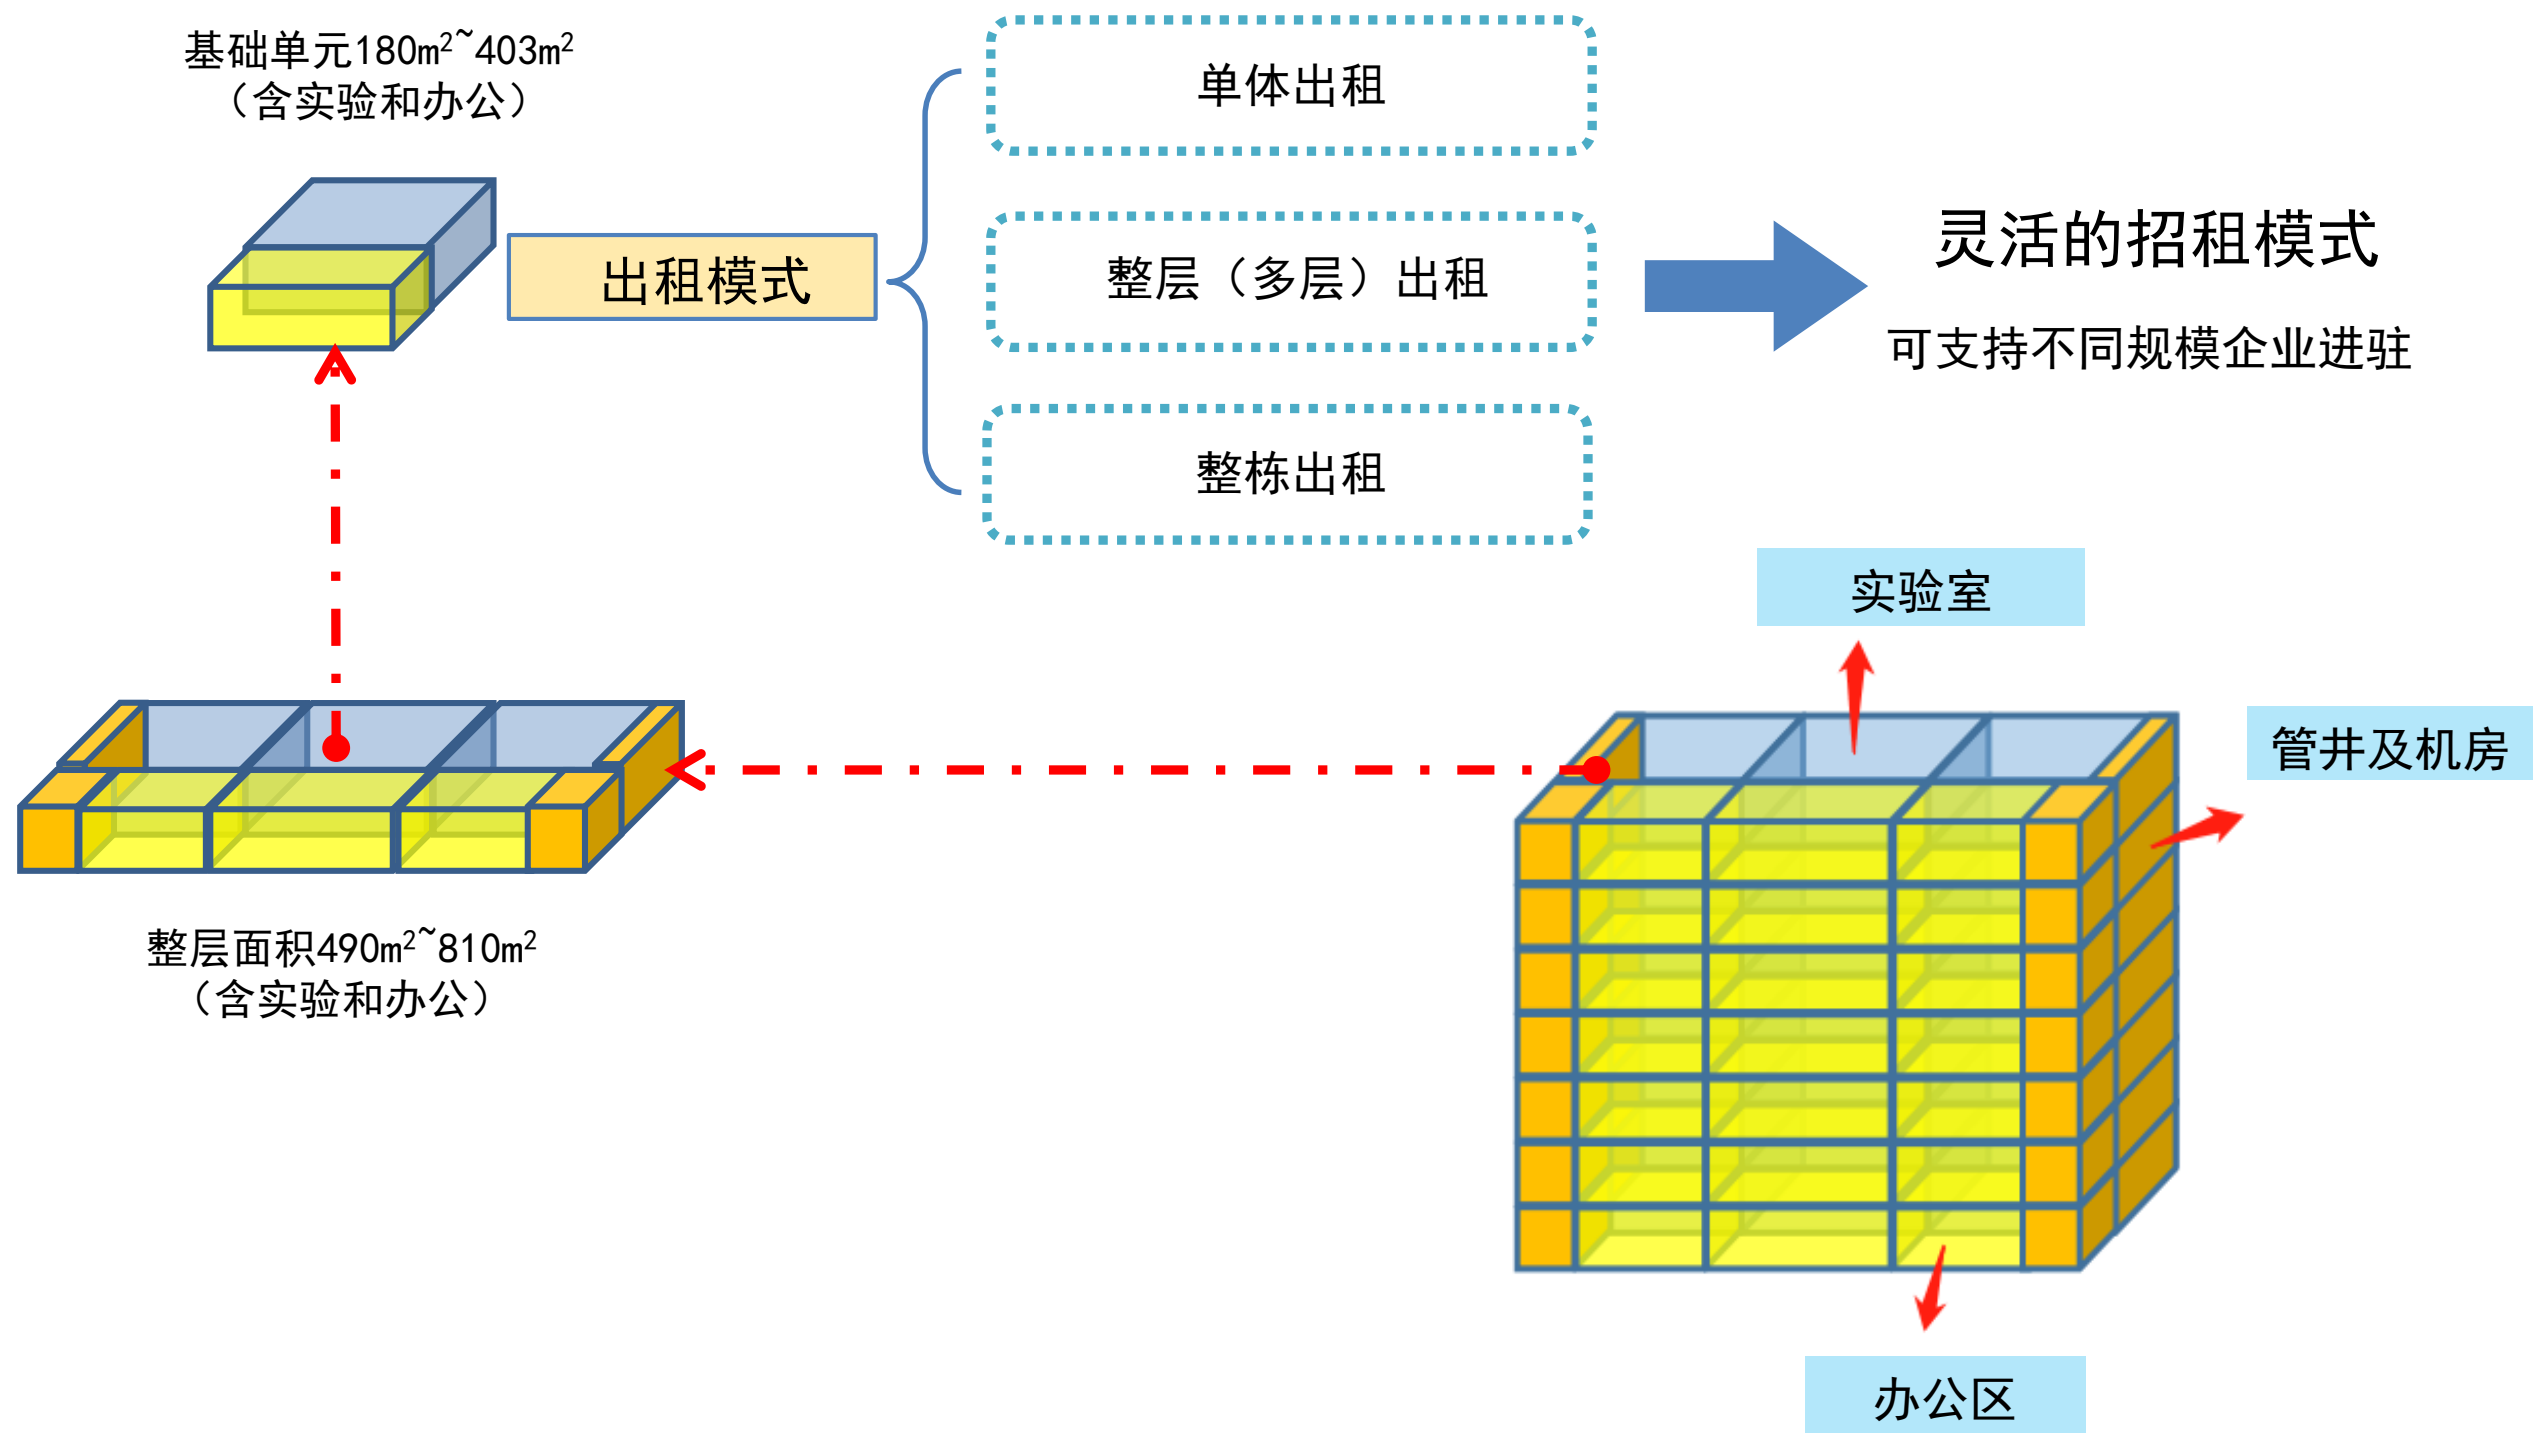 基础单元180m²~403m²
（含实验和办公）
出租模式
单体出租
整层（多层）出租
整栋出租
灵活的招租模式
可支持不同规模企业进驻
实验室
管井及机房
整层面积490m²~810m²
（含实验和办公）
办公区